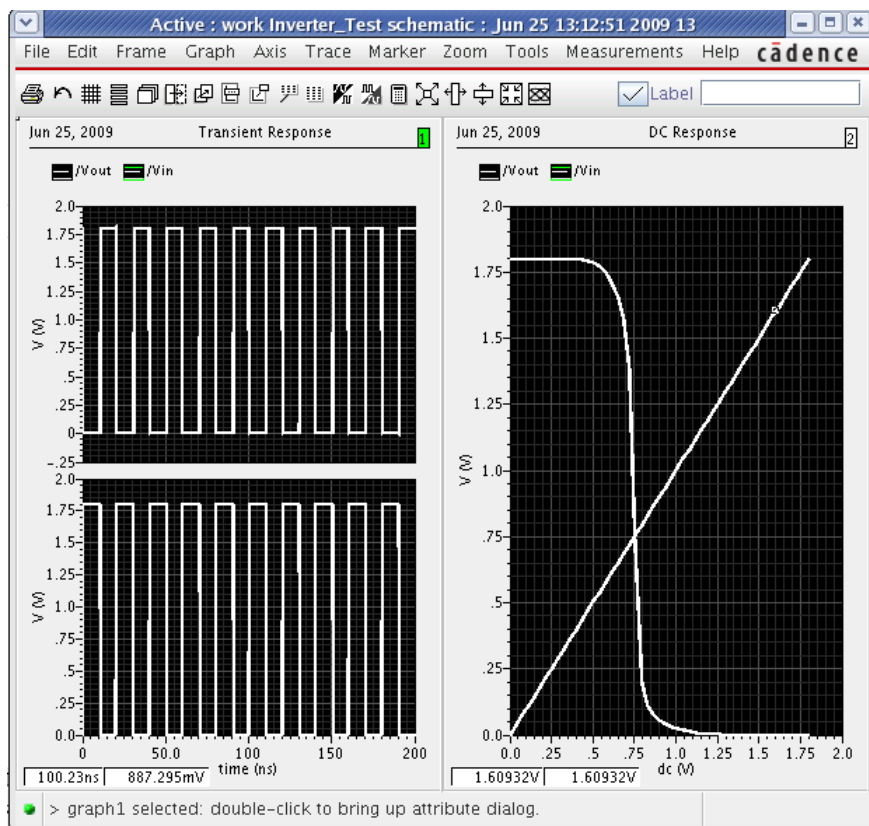 Active : work Inverter_Test schematic : Jun 25 13:12:51 2009 13
File Edit Frame Graph Axis Trace Marker Zoom Tools Measurements Help cādence
Label
Jun 25, 2009 Transient Response 1
/Vout /Vin
2.0
1.75
1.5
1.25
1.0
.75
.5
.25
0
-.25
V (V)
2.0
1.75
1.5
1.25
1.0
.75
.5
.25
0.0
V (V)
0 50.0 100 150 200
time (ns)
100.23ns 887.295mV
Jun 25, 2009 DC Response 2
/Vout /Vin
2.0
1.75
1.5
1.25
1.0
.75
.5
.25
0.0
V (V)
0.0 .25 .5 .75 1.0 1.25 1.5 1.75 2.0
dc (V)
1.60932V 1.60932V
> graph1 selected: double-click to bring up attribute dialog.